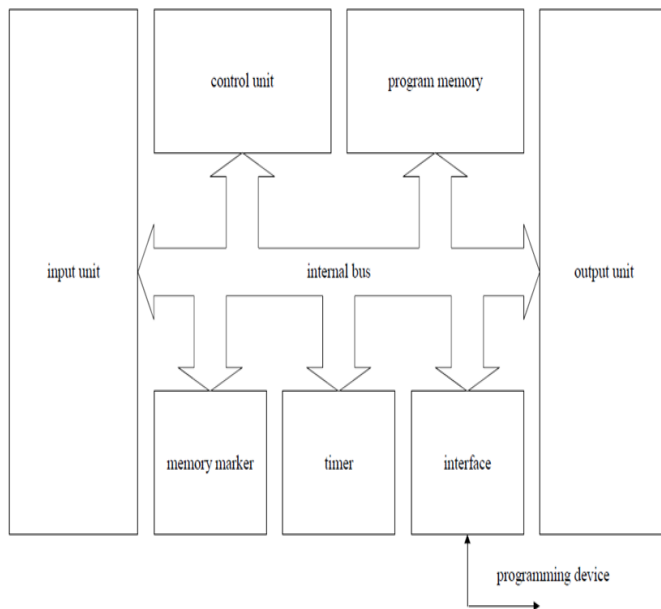 control unit
program memory
input unit
internal bus
output unit
memory marker
timer
interface
programming device